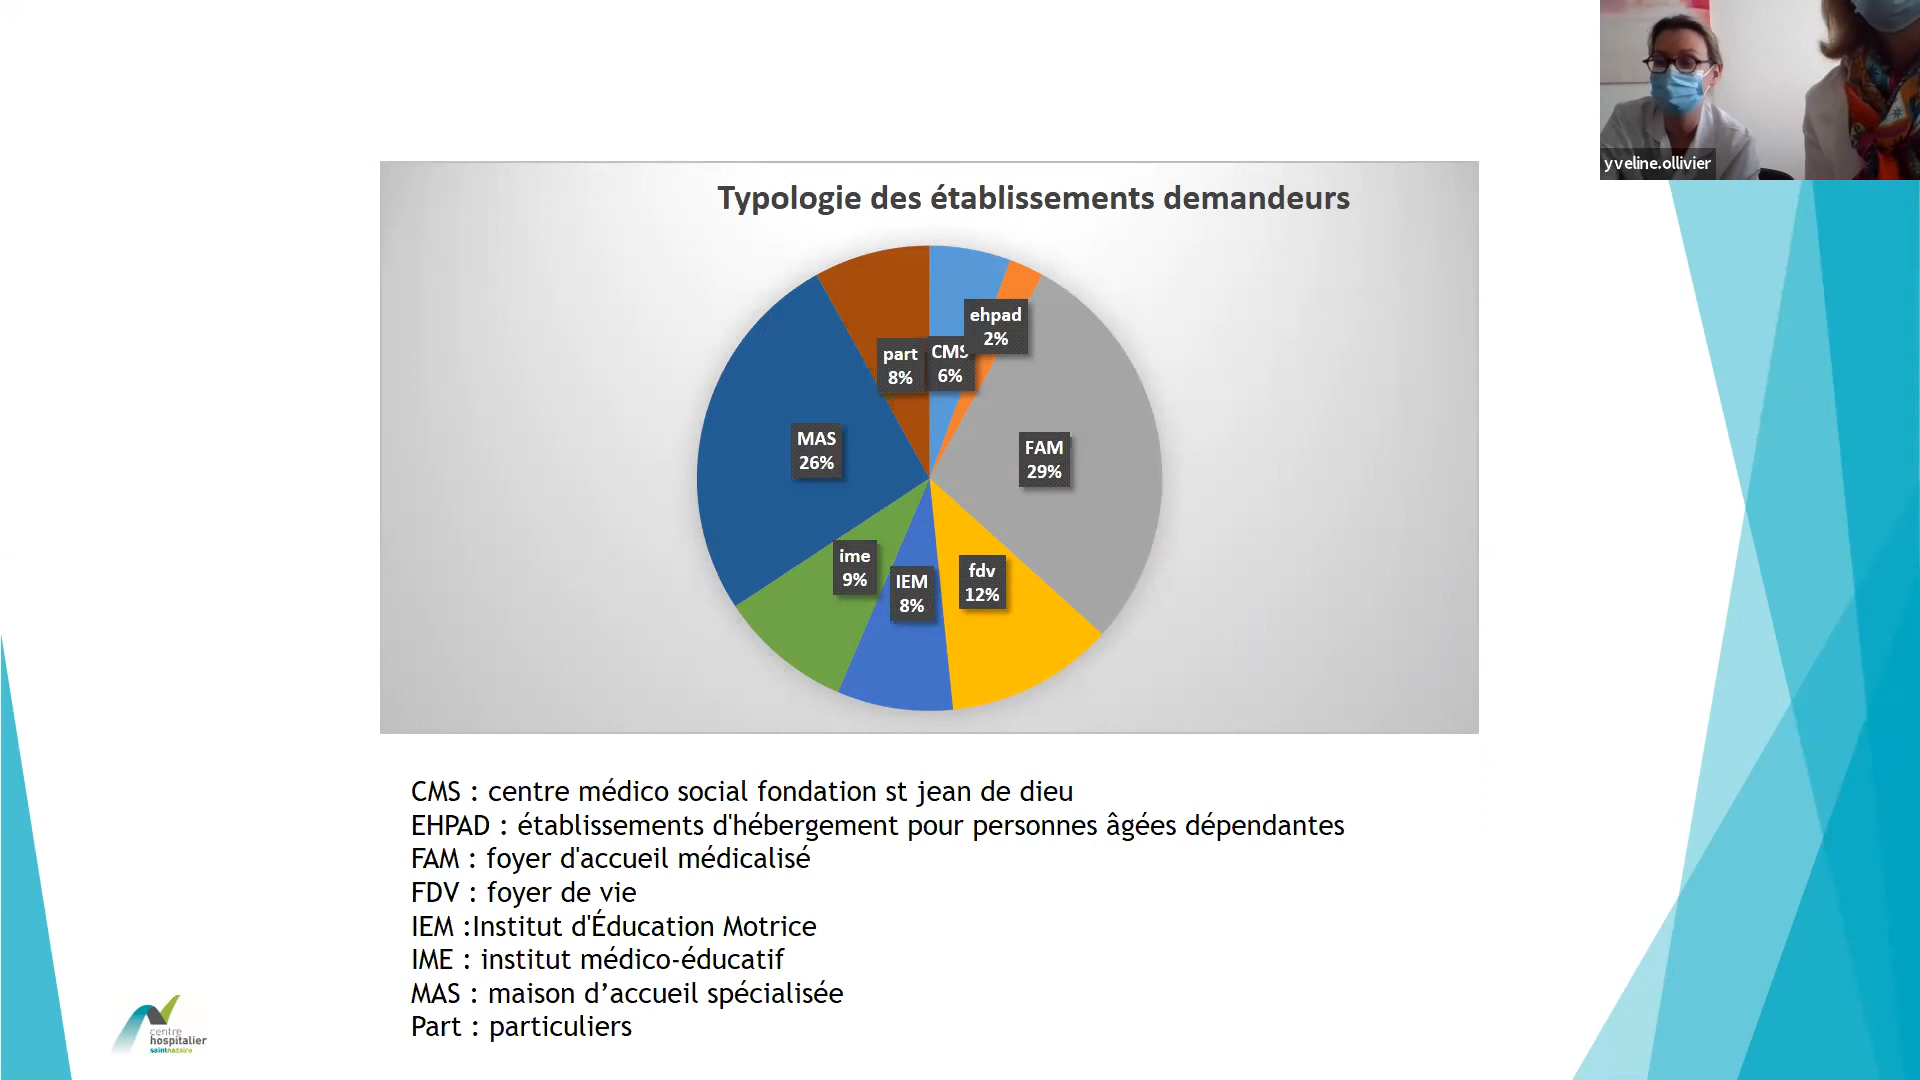 yveline.ollivier
Typologie des établissements demandeurs
ehpad
2%
part
8%
CMS
6%
MAS
26%
FAM
29%
ime
9%
IEM
8%
fdv
12%
CMS : centre médico social fondation st jean de dieu
EHPAD : établissements d'hébergement pour personnes âgées dépendantes
FAM : foyer d'accueil médicalisé
FDV : foyer de vie
IEM :Institut d'Éducation Motrice
IME : institut médico-éducatif
MAS : maison d’accueil spécialisée
Part : particuliers
centre
hospitalier
saintnazaire